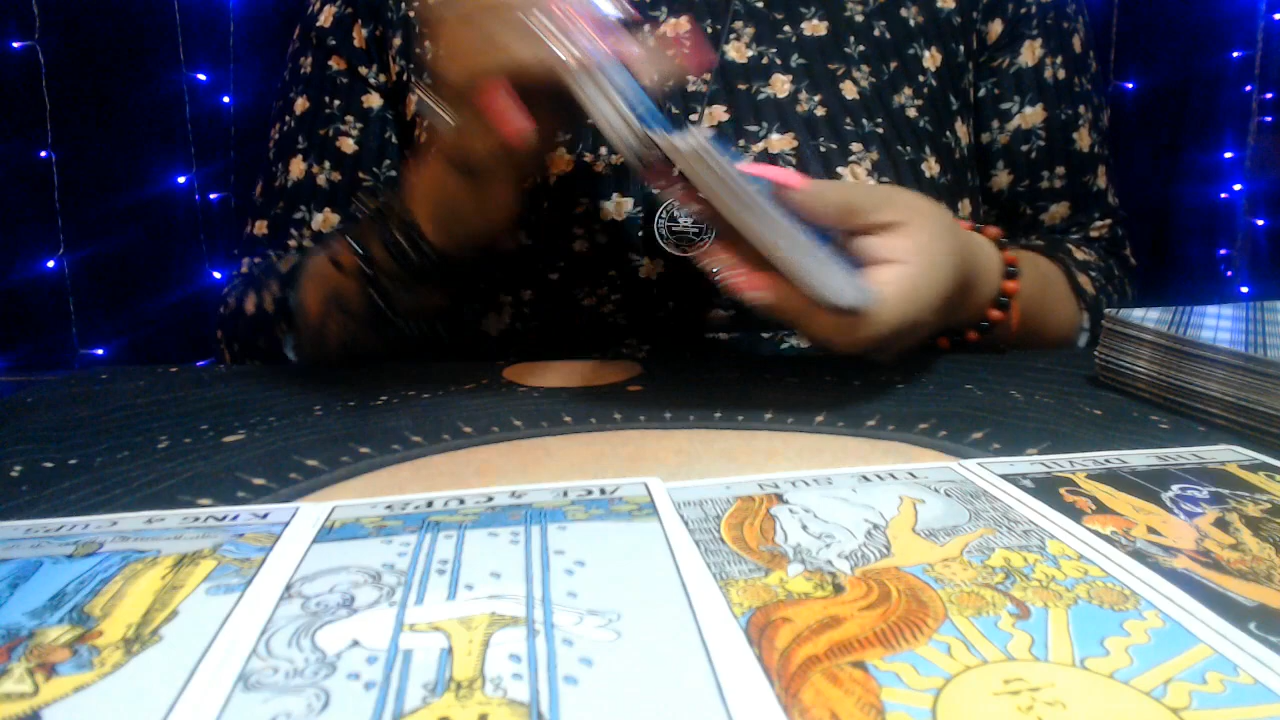 KING of CUPS
ACE of CUPS
THE SUN
THE DEVIL